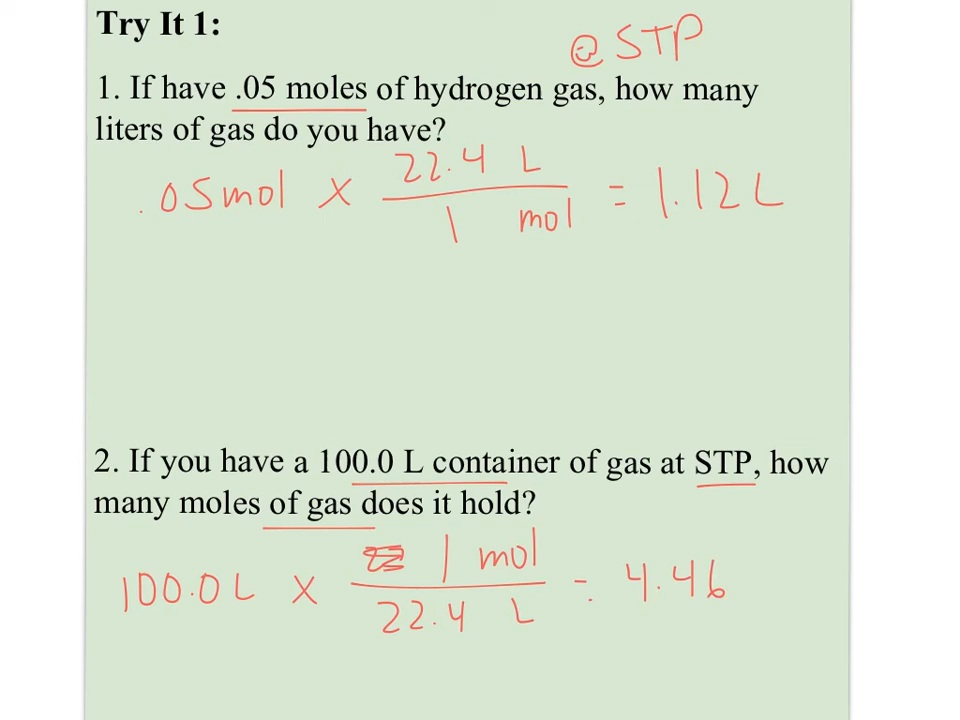 Try It 1:
@ STP
1. If have .05 moles of hydrogen gas, how many
liters of gas do you have?
.05 mol x 22.4 L / 1 mol = 1.12 L
2. If you have a 100.0 L container of gas at STP, how
many moles of gas does it hold?
100.0 L x 1 mol / 22.4 L = 4.46